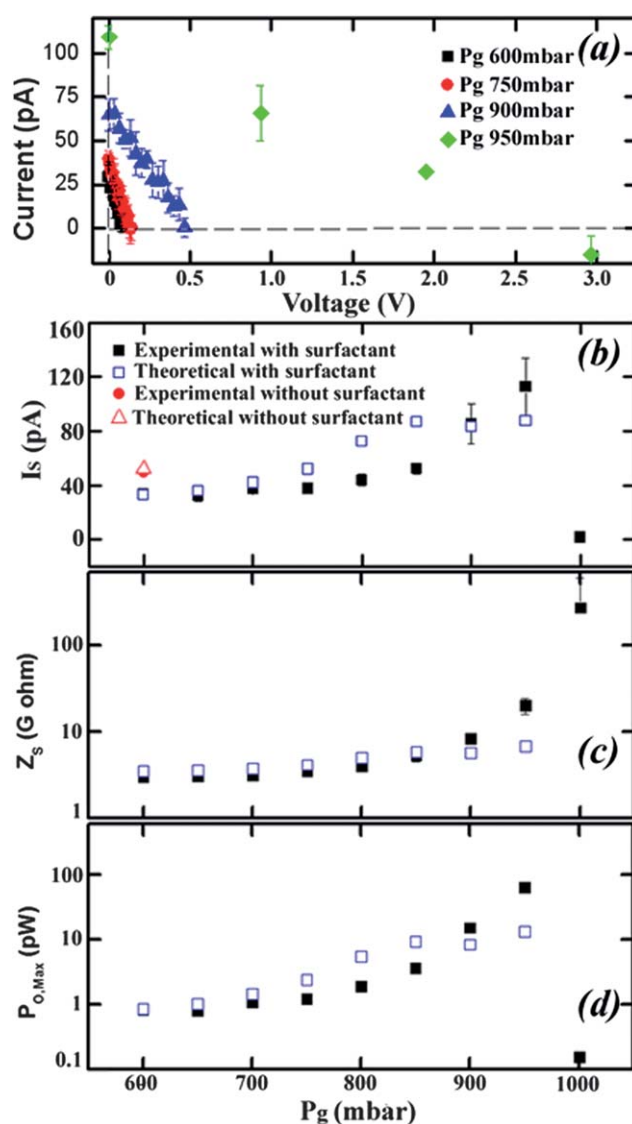 (a)
Pg 600mbar
Pg 750mbar
Pg 900mbar
Pg 950mbar
100
75
50
25
0
Current (pA)
0 0.5 1.0 1.5 2.0 2.5 3.0
Voltage (V)
(b)
Experimental with surfactant
Theoretical with surfactant
Experimental without surfactant
Theoretical without surfactant
160
120
80
40
0
Is (pA)
100
10
1
Zs (G ohm)
(c)
100
10
1
0.1
PO,Max (pW)
(d)
600 700 800 900 1000
Pg (mbar)